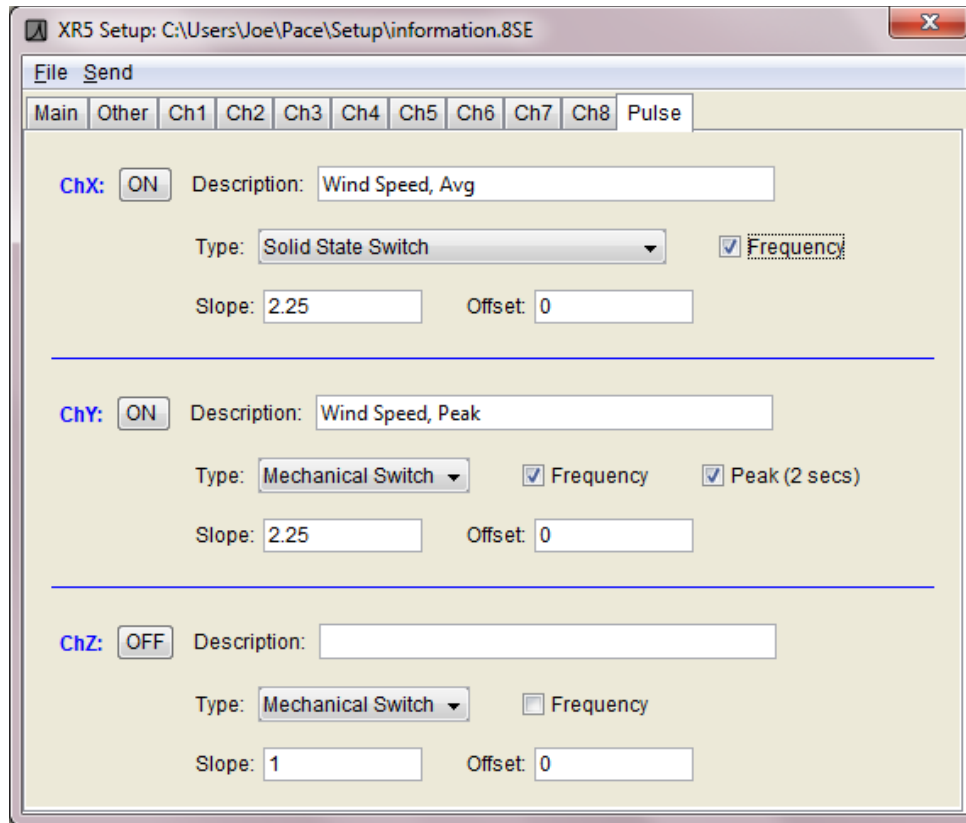 XR5 Setup: C:\Users\Joe\Pace\Setup\information.8SE
File Send
Main Other Ch1 Ch2 Ch3 Ch4 Ch5 Ch6 Ch7 Ch8 Pulse
ChX: ON Description: Wind Speed, Avg
Type: Solid State Switch Frequency
Slope: 2.25 Offset: 0
ChY: ON Description: Wind Speed, Peak
Type: Mechanical Switch Frequency Peak (2 secs)
Slope: 2.25 Offset: 0
ChZ: OFF Description:
Type: Mechanical Switch Frequency
Slope: 1 Offset: 0